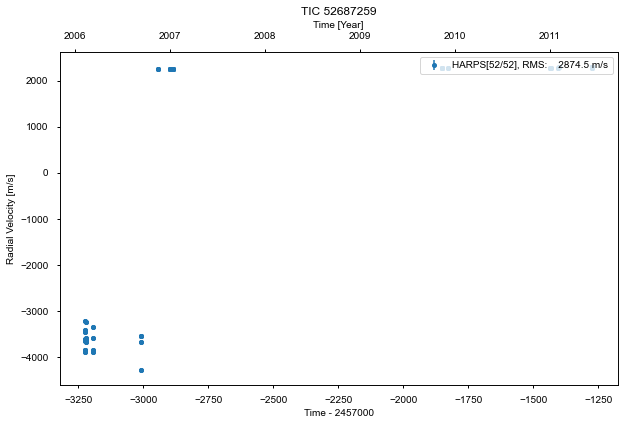 TIC 52687259
Time [Year]
2006 2007 2008 2009 2010 2011
HARPS[52/52], RMS: 2874.5 m/s
Radial Velocity [m/s]
2000
1000
0
−1000
−2000
−3000
−4000
−3250 −3000 −2750 −2500 −2250 −2000 −1750 −1500 −1250
Time - 2457000